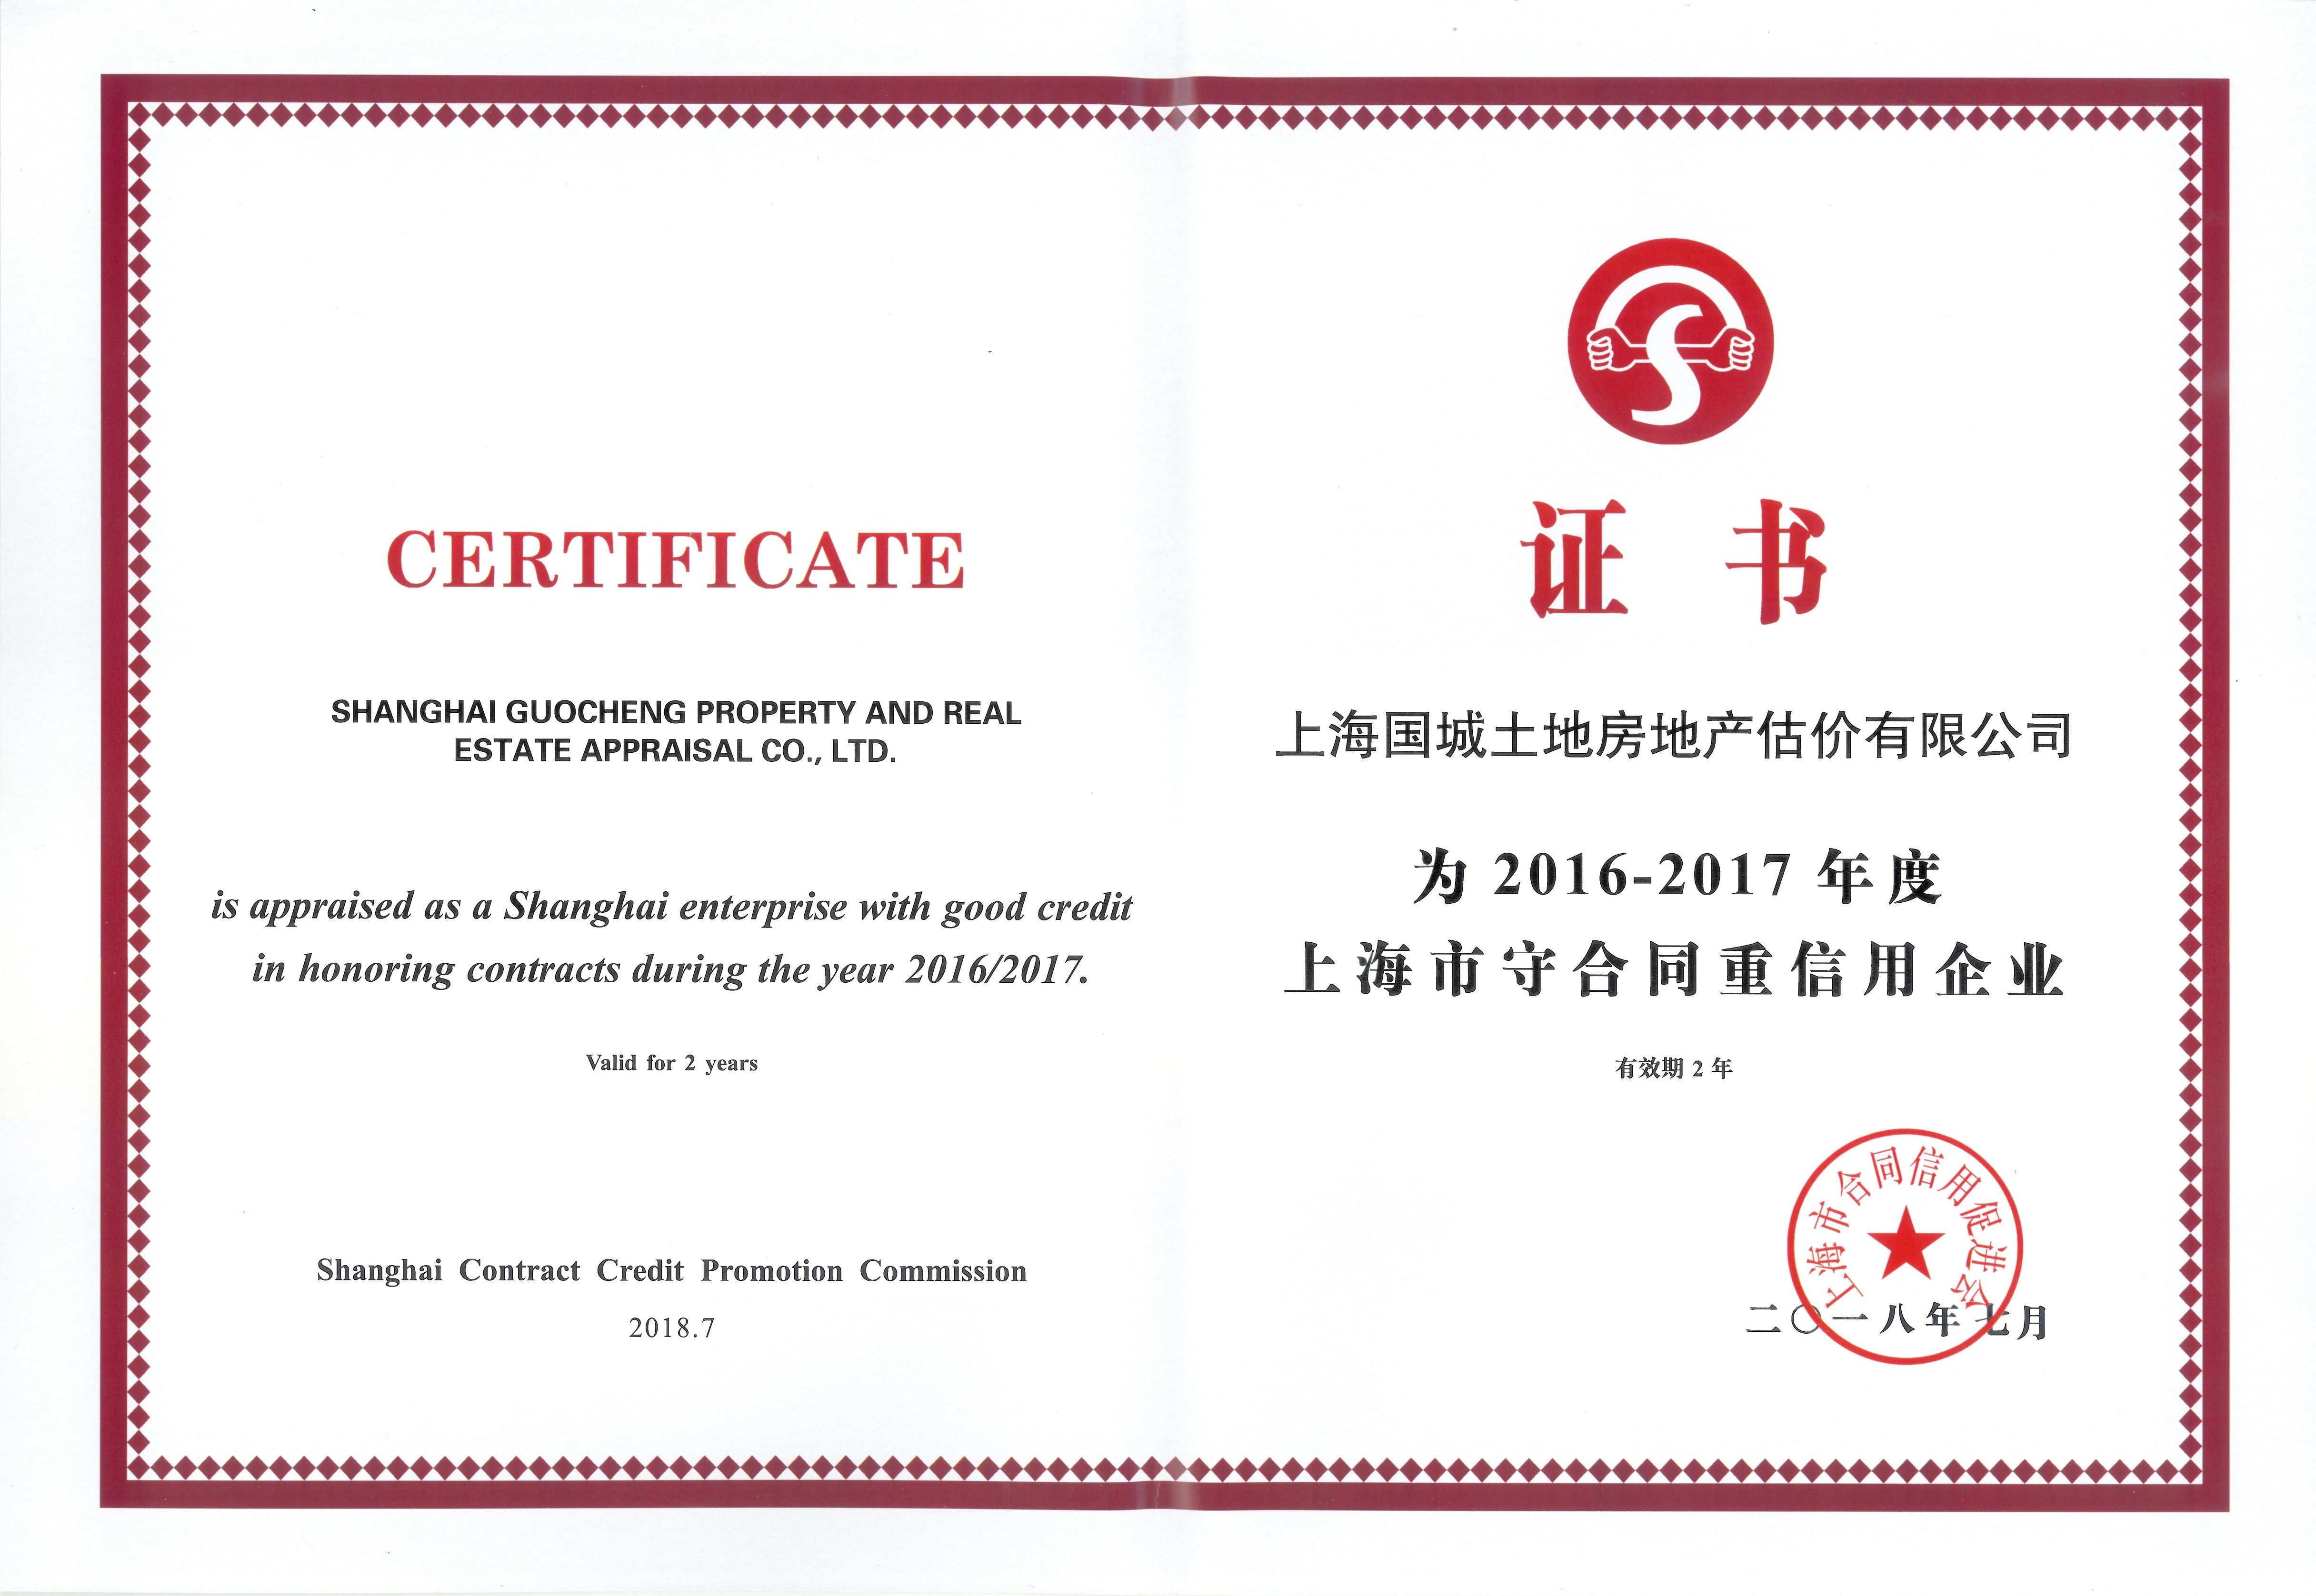 CERTIFICATE
SHANGHAI GUOCHENG PROPERTY AND REAL
ESTATE APPRAISAL CO., LTD.
is appraised as a Shanghai enterprise with good credit
in honoring contracts during the year 2016/2017.
Valid for 2 years
Shanghai Contract Credit Promotion Commission
2018.7
S
证书
上海国城土地房地产估价有限公司
为 2016-2017 年度
上海市守合同重信用企业
有效期 2 年
上海市合同信用促进会
二〇一八年七月